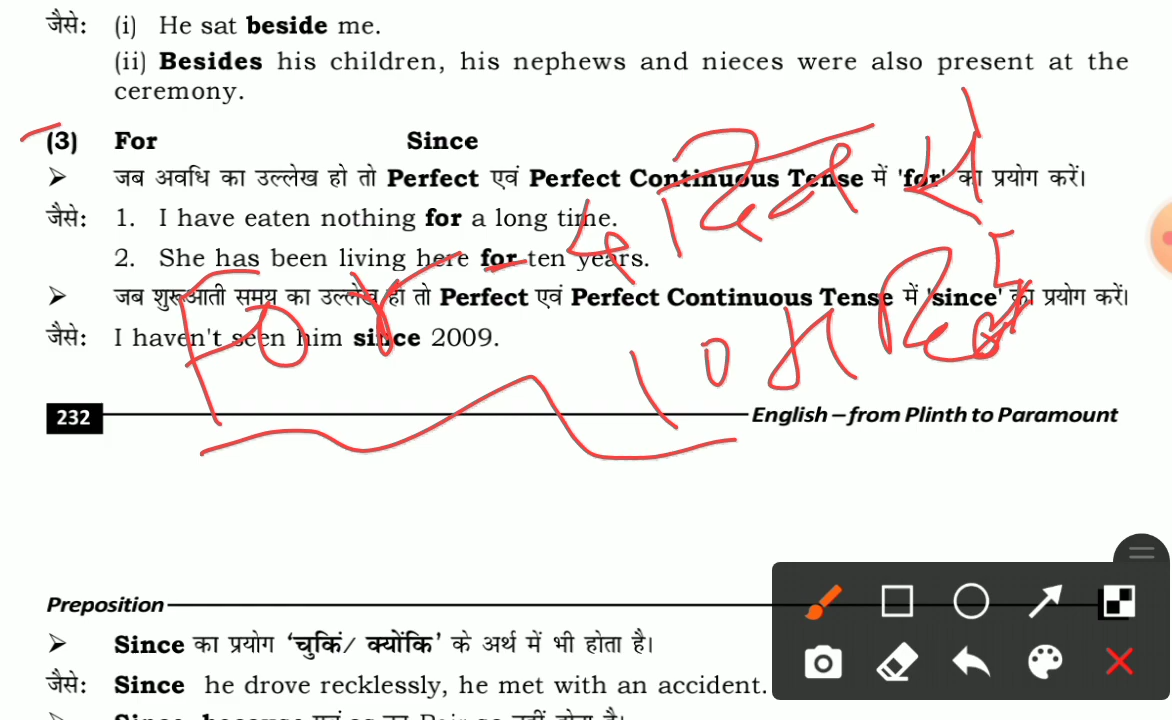 जैसे: (i) He sat beside me.
(ii) Besides his children, his nephews and nieces were also present at the
ceremony.
(3) For Since
➢ जब अवधि का उल्लेख हो तो Perfect एवं Perfect Continuous Tense में 'for' का प्रयोग करें।
जैसे: 1. I have eaten nothing for a long time.
2. She has been living here for ten years.
➢ जब शुरूआती समय का उल्लेख हो तो Perfect एवं Perfect Continuous Tense में 'since' का प्रयोग करें।
जैसे: I haven't seen him since 2009.
For
4 दिन से
10
232 English – from Plinth to Paramount
Preposition
➢ Since का प्रयोग ‘चुकिं/ क्योंकि’ के अर्थ में भी होता है।
जैसे: Since he drove recklessly, he met with an accident.